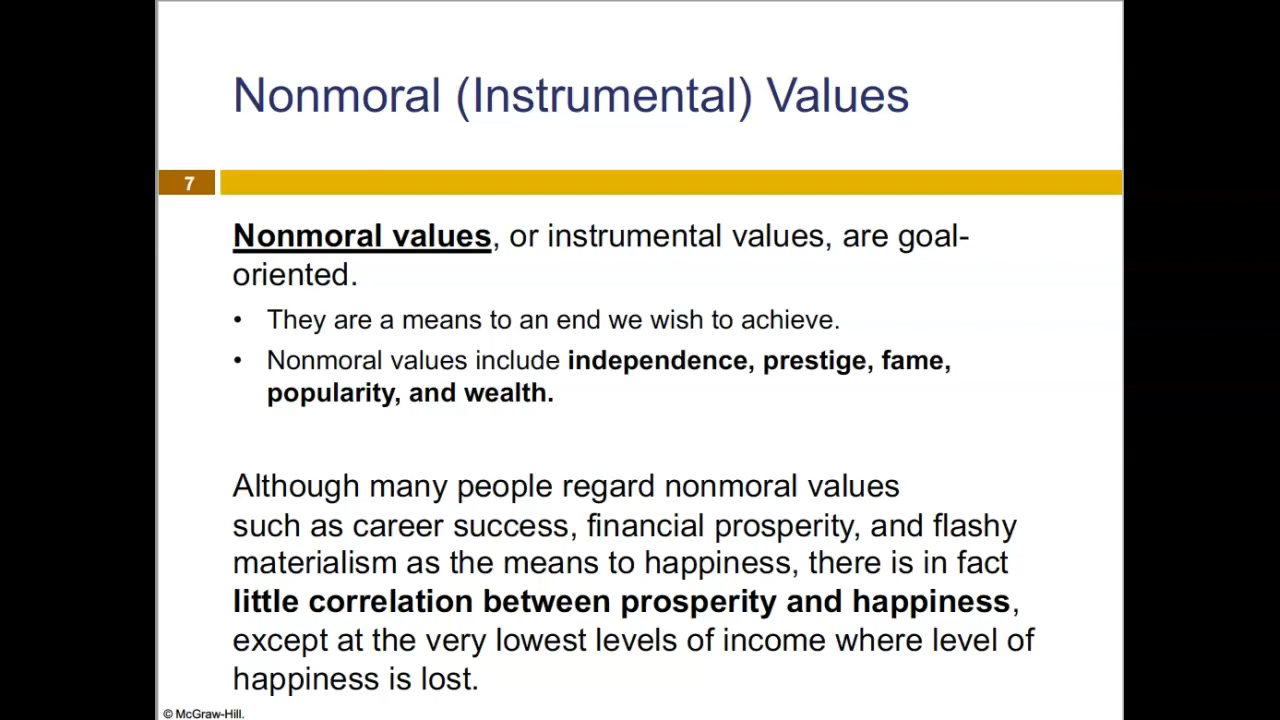 Nonmoral (Instrumental) Values
7
Nonmoral values, or instrumental values, are goal-
oriented.
• They are a means to an end we wish to achieve.
• Nonmoral values include independence, prestige, fame,
popularity, and wealth.
Although many people regard nonmoral values
such as career success, financial prosperity, and flashy
materialism as the means to happiness, there is in fact
little correlation between prosperity and happiness,
except at the very lowest levels of income where level of
happiness is lost.
© McGraw-Hill.